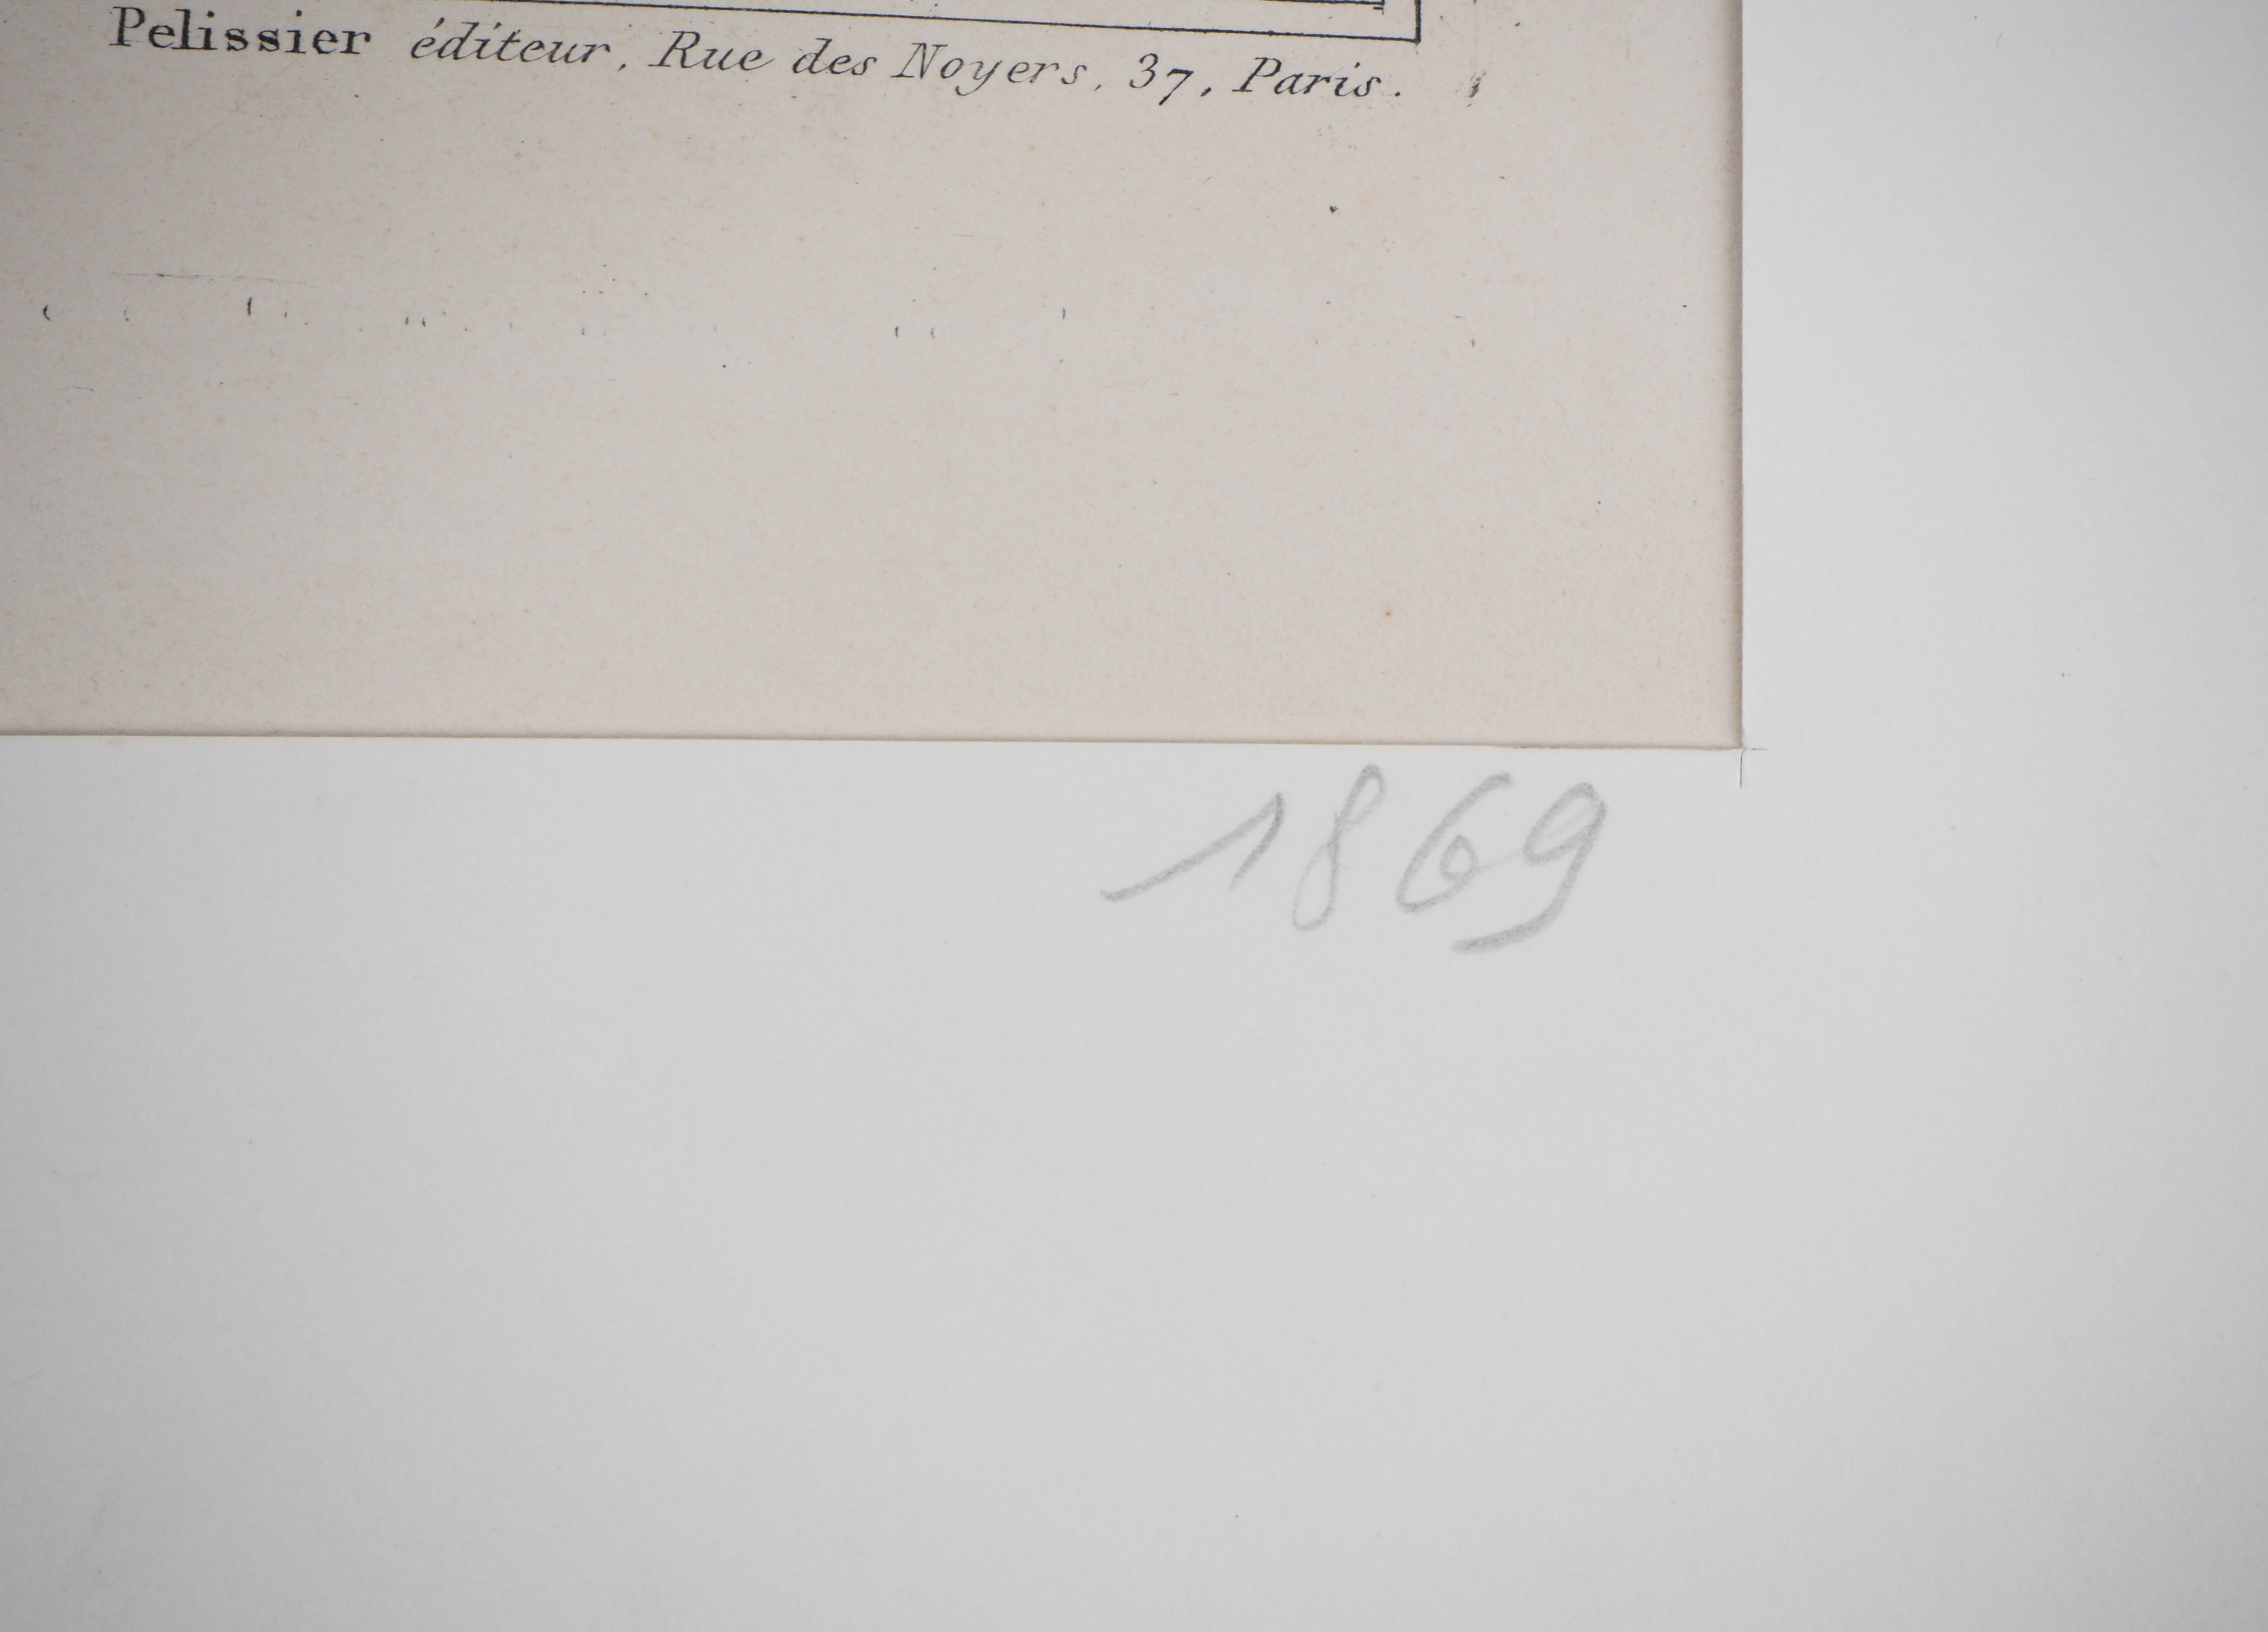 Pelissier éditeur, Rue des Noyers, 37, Paris.
1869